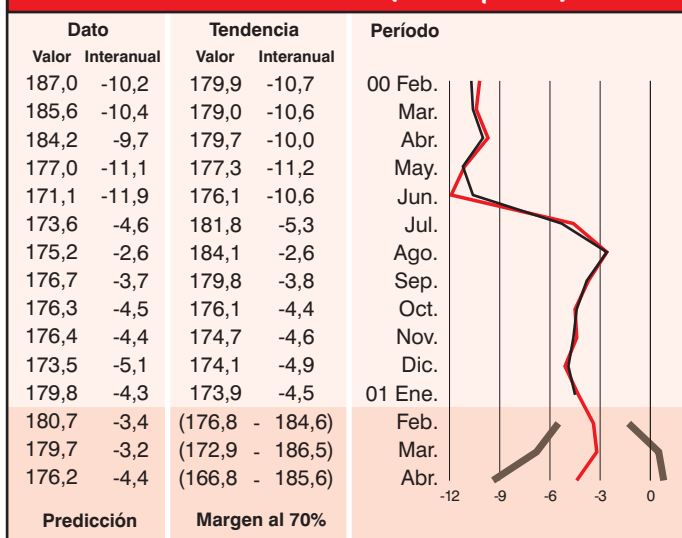 Dato Tendencia Período
Valor Interanual Valor Interanual
187,0 -10,2 179,9 -10,7 00 Feb.
185,6 -10,4 179,0 -10,6 Mar.
184,2 -9,7 179,7 -10,0 Abr.
177,0 -11,1 177,3 -11,2 May.
171,1 -11,9 176,1 -10,6 Jun.
173,6 -4,6 181,8 -5,3 Jul.
175,2 -2,6 184,1 -2,6 Ago.
176,7 -3,7 179,8 -3,8 Sep.
176,3 -4,5 176,1 -4,4 Oct.
176,4 -4,4 174,7 -4,6 Nov.
173,5 -5,1 174,1 -4,9 Dic.
179,8 -4,3 173,9 -4,5 01 Ene.
180,7 -3,4 (176,8 - 184,6) Feb.
179,7 -3,2 (172,9 - 186,5) Mar.
176,2 -4,4 (166,8 - 185,6) Abr.
-12 -9 -6 -3 0
Predicción Margen al 70%